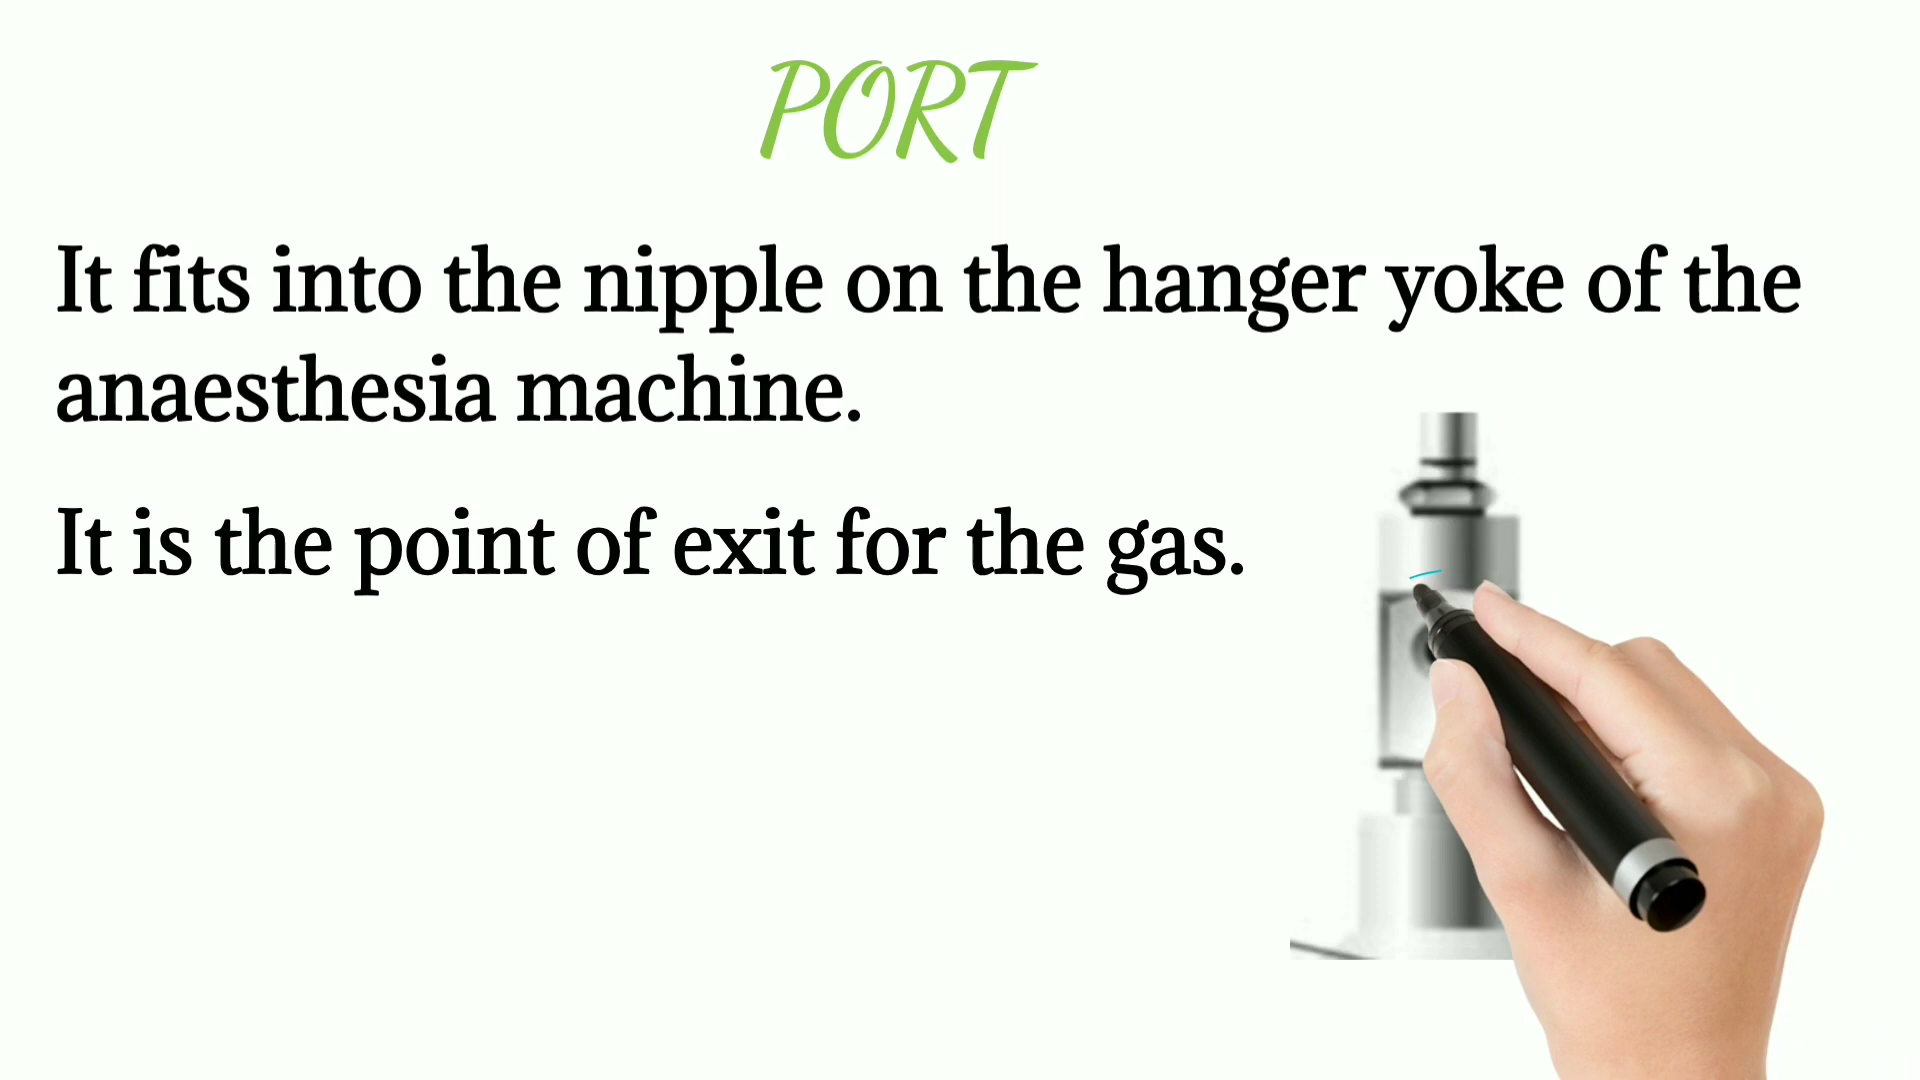 PORT
It fits into the nipple on the hanger yoke of the
anaesthesia machine.
It is the point of exit for the gas.